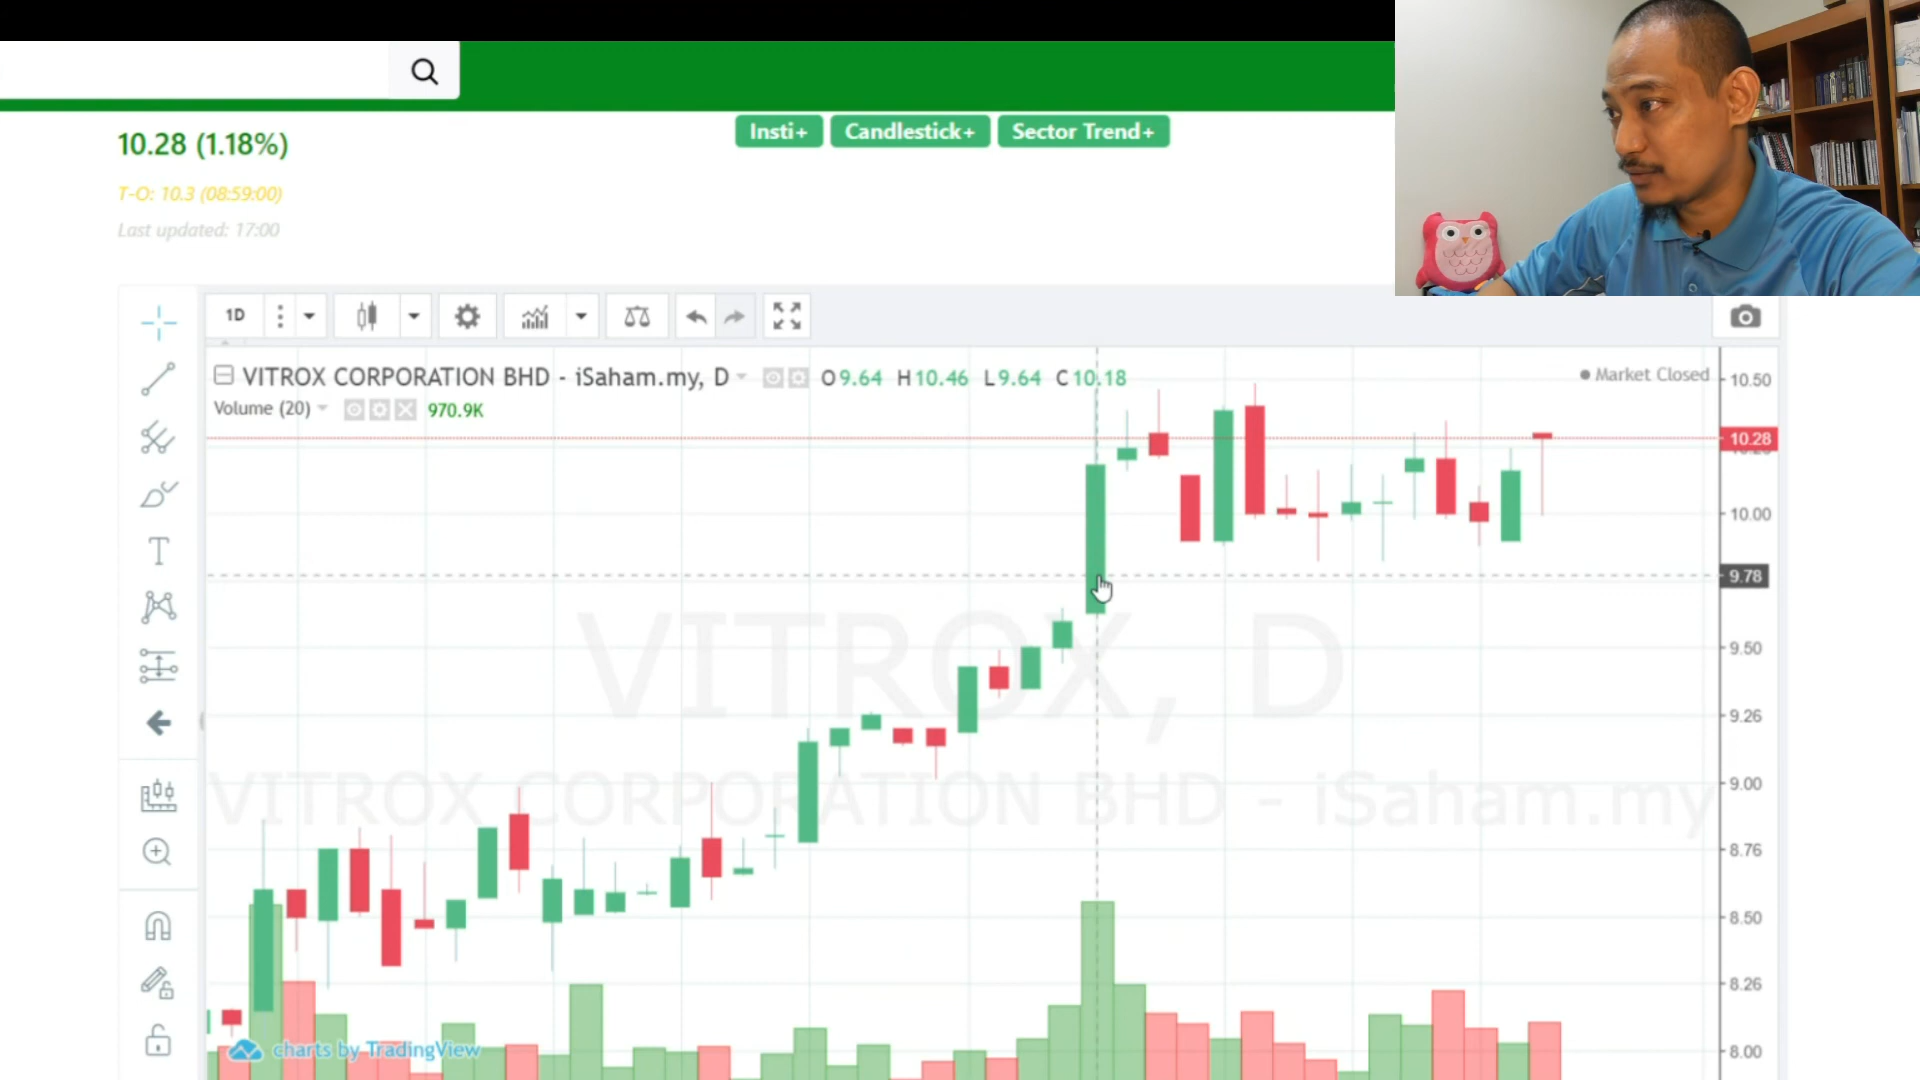 10.28 (1.18%)
Insti+ Candlestick+ Sector Trend+
T-O: 10.3 (08:59:00)
Last updated: 17:00
1D
VITROX CORPORATION BHD - iSaham.my, D O9.64 H10.46 L9.64 C10.18
Market Closed
Volume (20) 970.9K
10.50
10.28
10.00
9.78
9.50
9.26
9.00
8.76
8.50
8.26
8.00
VITROX, D
VITROX CORPORATION BHD - iSaham.my
charts by TradingView